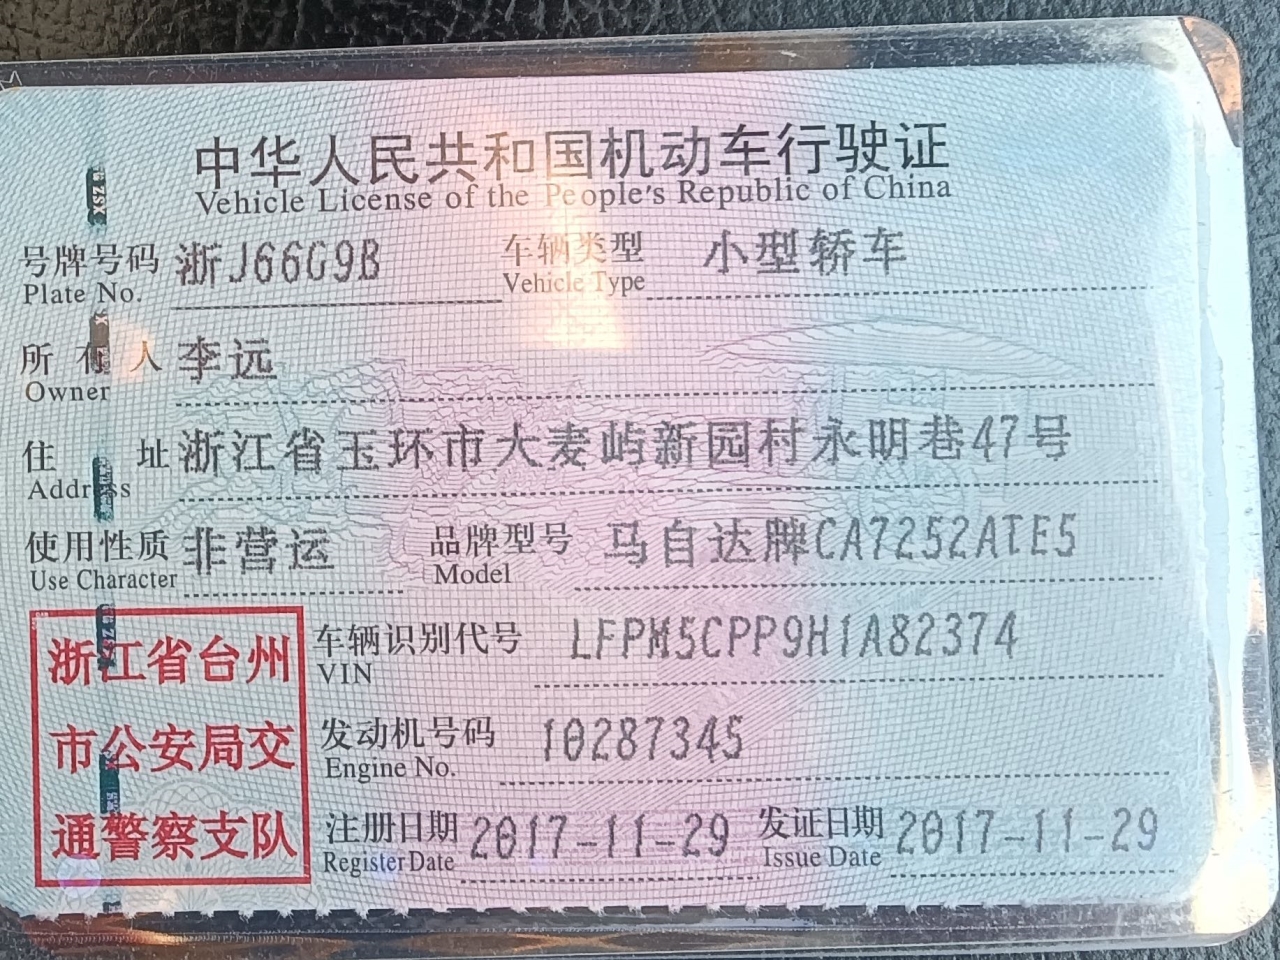 中华人民共和国机动车行驶证
Vehicle License of the People's Republic of China
号牌号码 浙J66G9B 车辆类型 小型轿车
Plate No. Vehicle Type
所有人 李远
Owner
住址 浙江省玉环市大麦屿新园村永明巷47号
Address
使用性质 非营运 品牌型号 马自达牌CA7252ATE5
Use Character Model
浙江省台州
市公安局交
通警察支队
车辆识别代号 LFPM5CPP9H1A82374
VIN
发动机号码 10287345
Engine No.
注册日期 2017-11-29 发证日期 2017-11-29
Register Date Issue Date